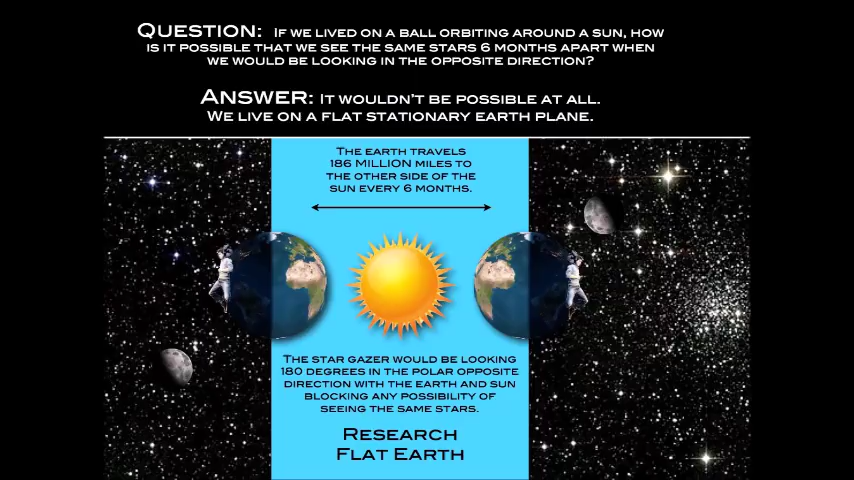 QUESTION: IF WE LIVED ON A BALL ORBITING AROUND A SUN, HOW
IS IT POSSIBLE THAT WE SEE THE SAME STARS 6 MONTHS APART WHEN
WE WOULD BE LOOKING IN THE OPPOSITE DIRECTION?
ANSWER: IT WOULDN'T BE POSSIBLE AT ALL.
WE LIVE ON A FLAT STATIONARY EARTH PLANE.
THE EARTH TRAVELS
186 MILLION MILES TO
THE OTHER SIDE OF THE
SUN EVERY 6 MONTHS.
THE STAR GAZER WOULD BE LOOKING
180 DEGREES IN THE POLAR OPPOSITE
DIRECTION WITH THE EARTH AND SUN
BLOCKING ANY POSSIBILITY OF
SEEING THE SAME STARS.
RESEARCH
FLAT EARTH